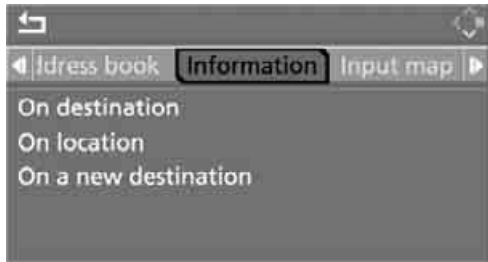 ldress book Information Input map
On destination
On location
On a new destination